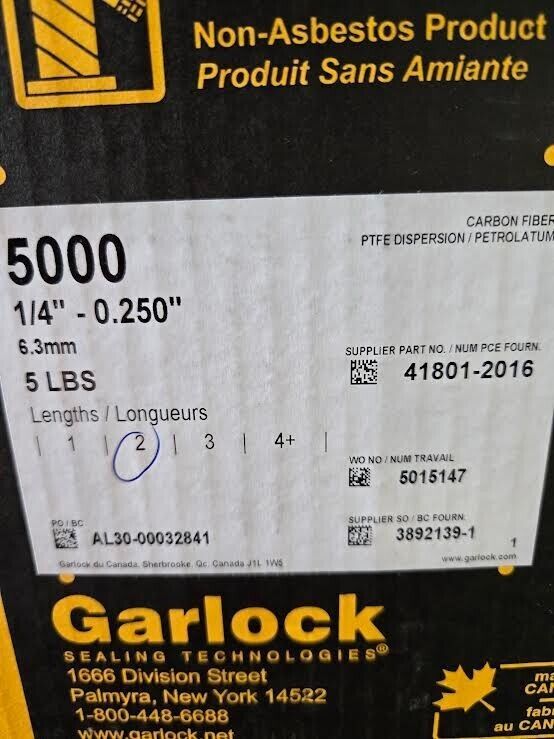 Non-Asbestos Product
Produit Sans Amiante
CARBON FIBER
PTFE DISPERSION / PETROLATUM
5000
1/4" - 0.250"
6.3mm
5 LBS
SUPPLIER PART NO. / NUM PCE FOURN.
41801-2016
Lengths / Longueurs
| 1 | 2 | 3 | 4+ |
WO NO / NUM TRAVAIL
5015147
PO / BC
AL30-00032841
SUPPLIER SO / BC FOURN.
3892139-1
1
Garlock du Canada, Sherbrooke, Qc, Canada J1L 1W5
www.garlock.com
Garlock
SEALING TECHNOLOGIES®
1666 Division Street
Palmyra, New York 14522
1-800-448-6688
www.garlock.net
au CAN